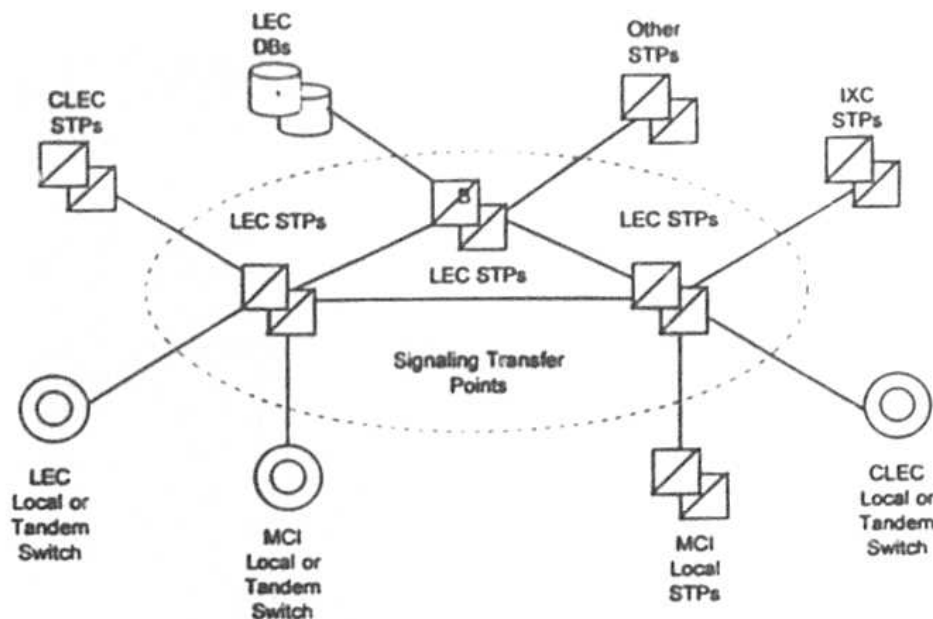 LEC
DBs
Other
STPs
CLEC
STPs
IXC
STPs
S
LEC STPs
LEC STPs
LEC STPs
Signaling Transfer
Points
LEC
Local or
Tandem
Switch
MCI
Local or
Tandem
Switch
MCI
Local
STPs
CLEC
Local or
Tandem
Switch